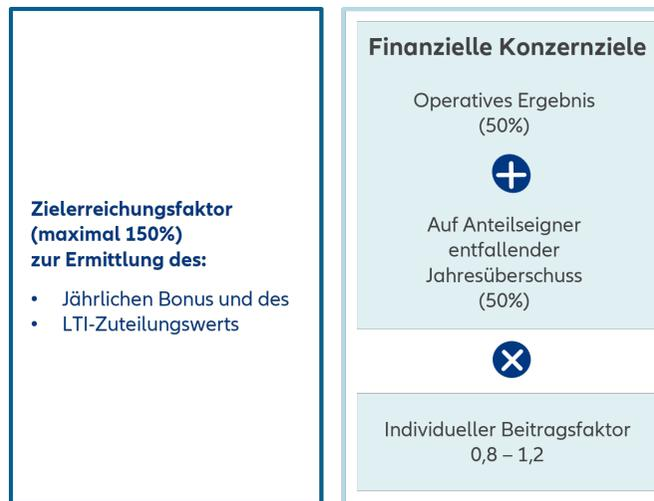 Zielerreichungsfaktor
(maximal 150%)
zur Ermittlung des:
• Jährlichen Bonus und des
• LTI-Zuteilungswerts
Finanzielle Konzernziele
Operatives Ergebnis
(50%)
+
Auf Anteilseigner
entfallender
Jahresüberschuss
(50%)
×
Individueller Beitragsfaktor
0,8 – 1,2